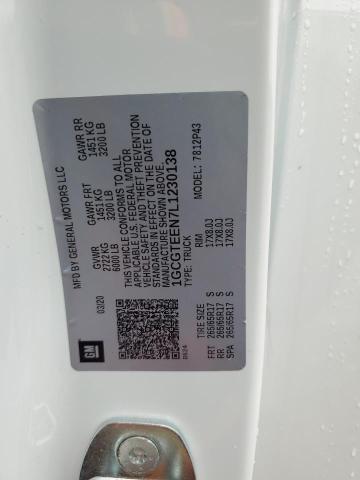 MFD BY GENERAL MOTORS LLC
03/20
GVWR
2722 KG
6000 LB
GAWR FRT
1451 KG
3200 LB
GAWR RR
1451 KG
3200 LB
THIS VEHICLE CONFORMS TO ALL
APPLICABLE U.S. FEDERAL MOTOR
VEHICLE SAFETY AND THEFT PREVENTION
STANDARDS IN EFFECT ON THE DATE OF
MANUFACTURE SHOWN ABOVE.
1GCGTEEN7L1230138
TYPE: TRUCK
MODEL: 7812P43
TIRE SIZE
RIM
FRT 265/65R17 S 17X8.0J
RR 265/65R17 S 17X8.0J
SPA 265/65R17 S 17X8.0J
GM